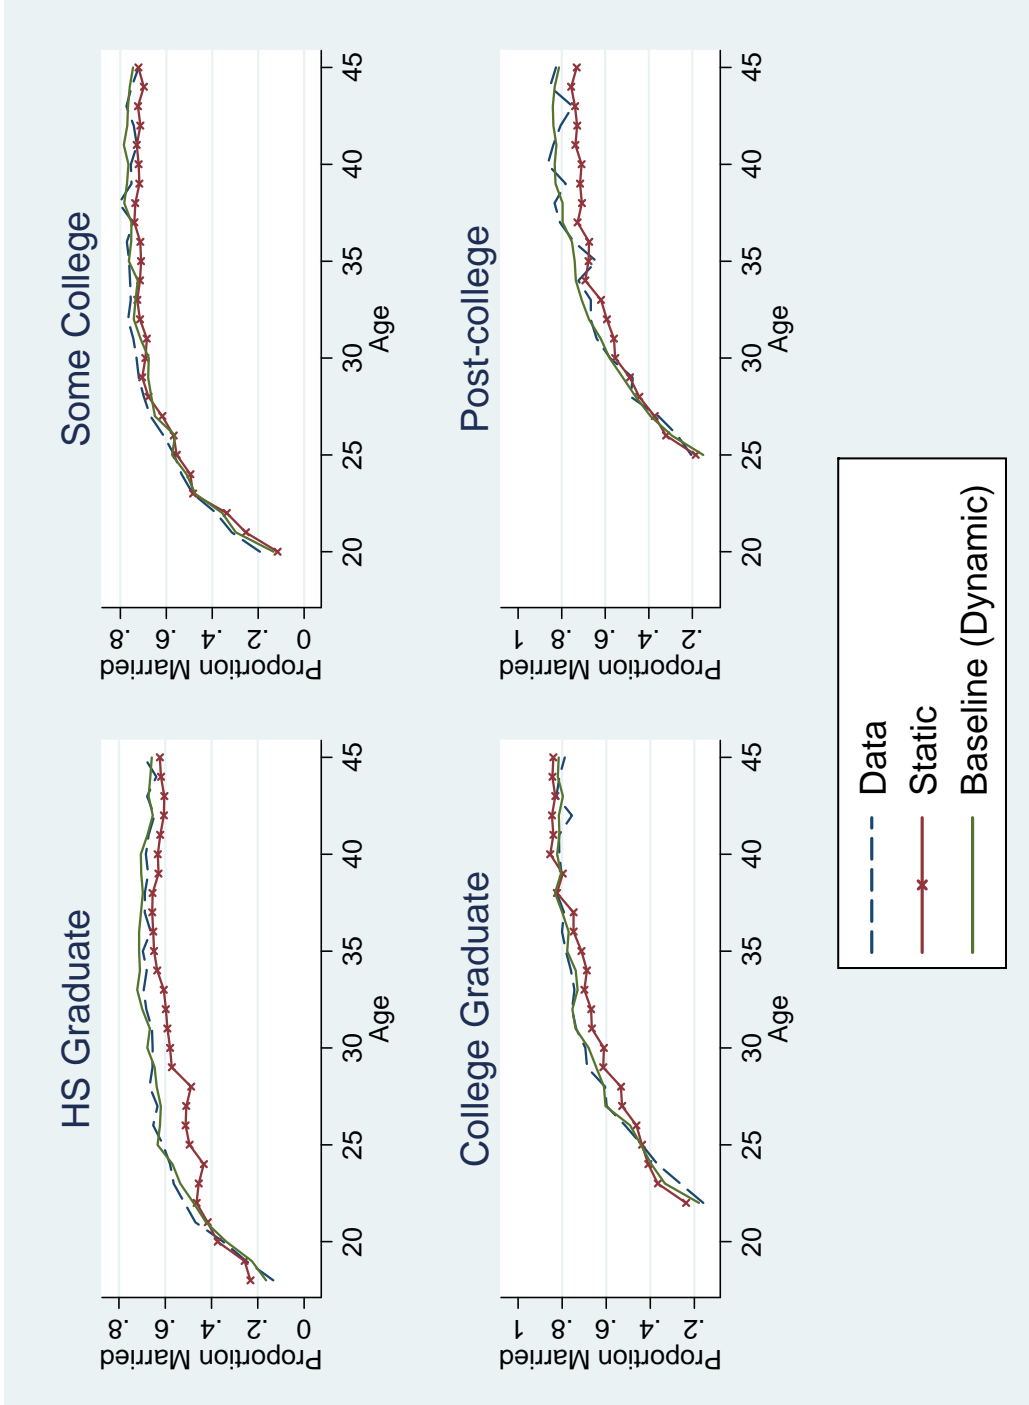 HS Graduate
Proportion Married
0 .2 .4 .6 .8
20 25 30 35 40 45
Age
Some College
Proportion Married
0 .2 .4 .6 .8
20 25 30 35 40 45
Age
College Graduate
Proportion Married
.2 .4 .6 .8 1
20 25 30 35 40 45
Age
Post-college
Proportion Married
.2 .4 .6 .8 1
20 25 30 35 40 45
Age
Data
Static
Baseline (Dynamic)